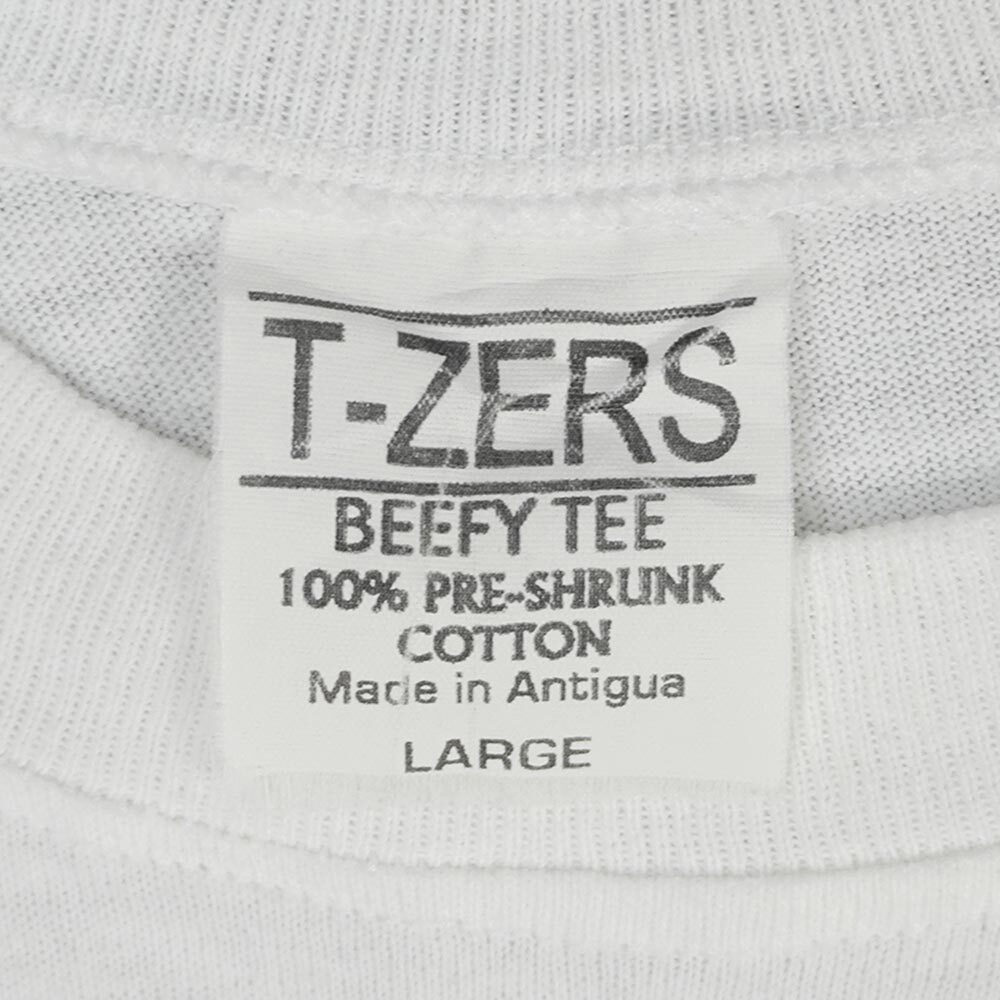 T-ZERS
BEEFY TEE
100% PRE-SHRUNK
COTTON
Made in Antigua
LARGE